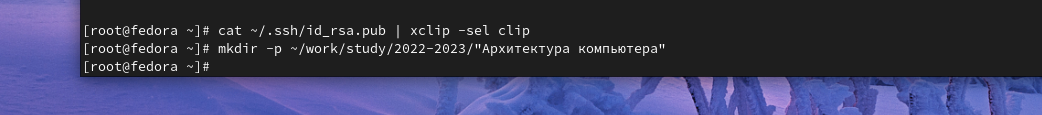 [root@fedora ~]# cat ~/.ssh/id_rsa.pub | xclip -sel clip
[root@fedora ~]# mkdir -p ~/work/study/2022-2023/"Архитектура компьютера"
[root@fedora ~]#